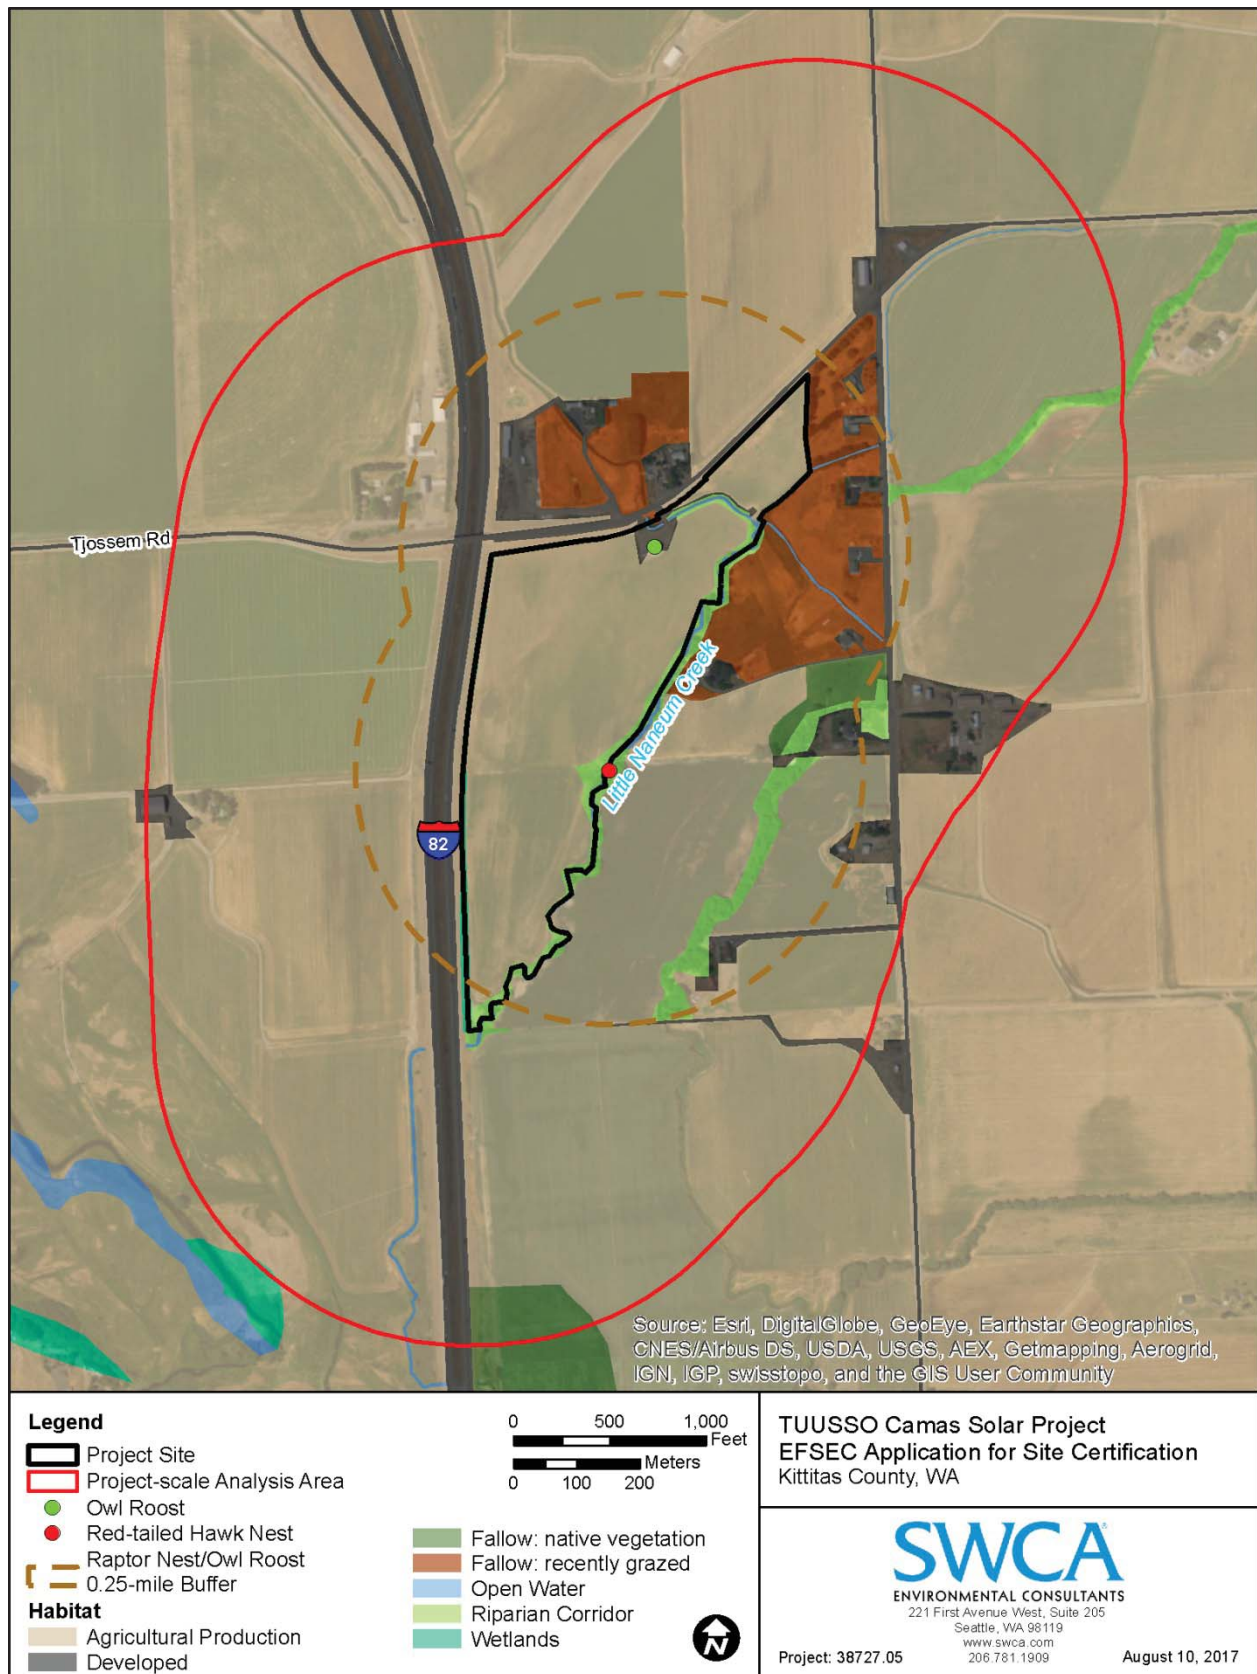 Tjossem Rd
Little Naneum Creek
82
Source: Esri, DigitalGlobe, GeoEye, Earthstar Geographics,
CNES/Airbus DS, USDA, USGS, AEX, Getmapping, Aerogrid,
IGN, IGP, swisstopo, and the GIS User Community
Legend
Project Site
Project-scale Analysis Area
Owl Roost
Red-tailed Hawk Nest
Raptor Nest/Owl Roost
0.25-mile Buffer
Habitat
Agricultural Production
Developed
0 500 1,000
Feet
Meters
0 100 200
Fallow: native vegetation
Fallow: recently grazed
Open Water
Riparian Corridor
Wetlands
N
TUUSSO Camas Solar Project
EFSEC Application for Site Certification
Kittitas County, WA
SWCA
ENVIRONMENTAL CONSULTANTS
221 First Avenue West, Suite 205
Seattle, WA 98119
www.swca.com
206.781.1909
Project: 38727.05
August 10, 2017